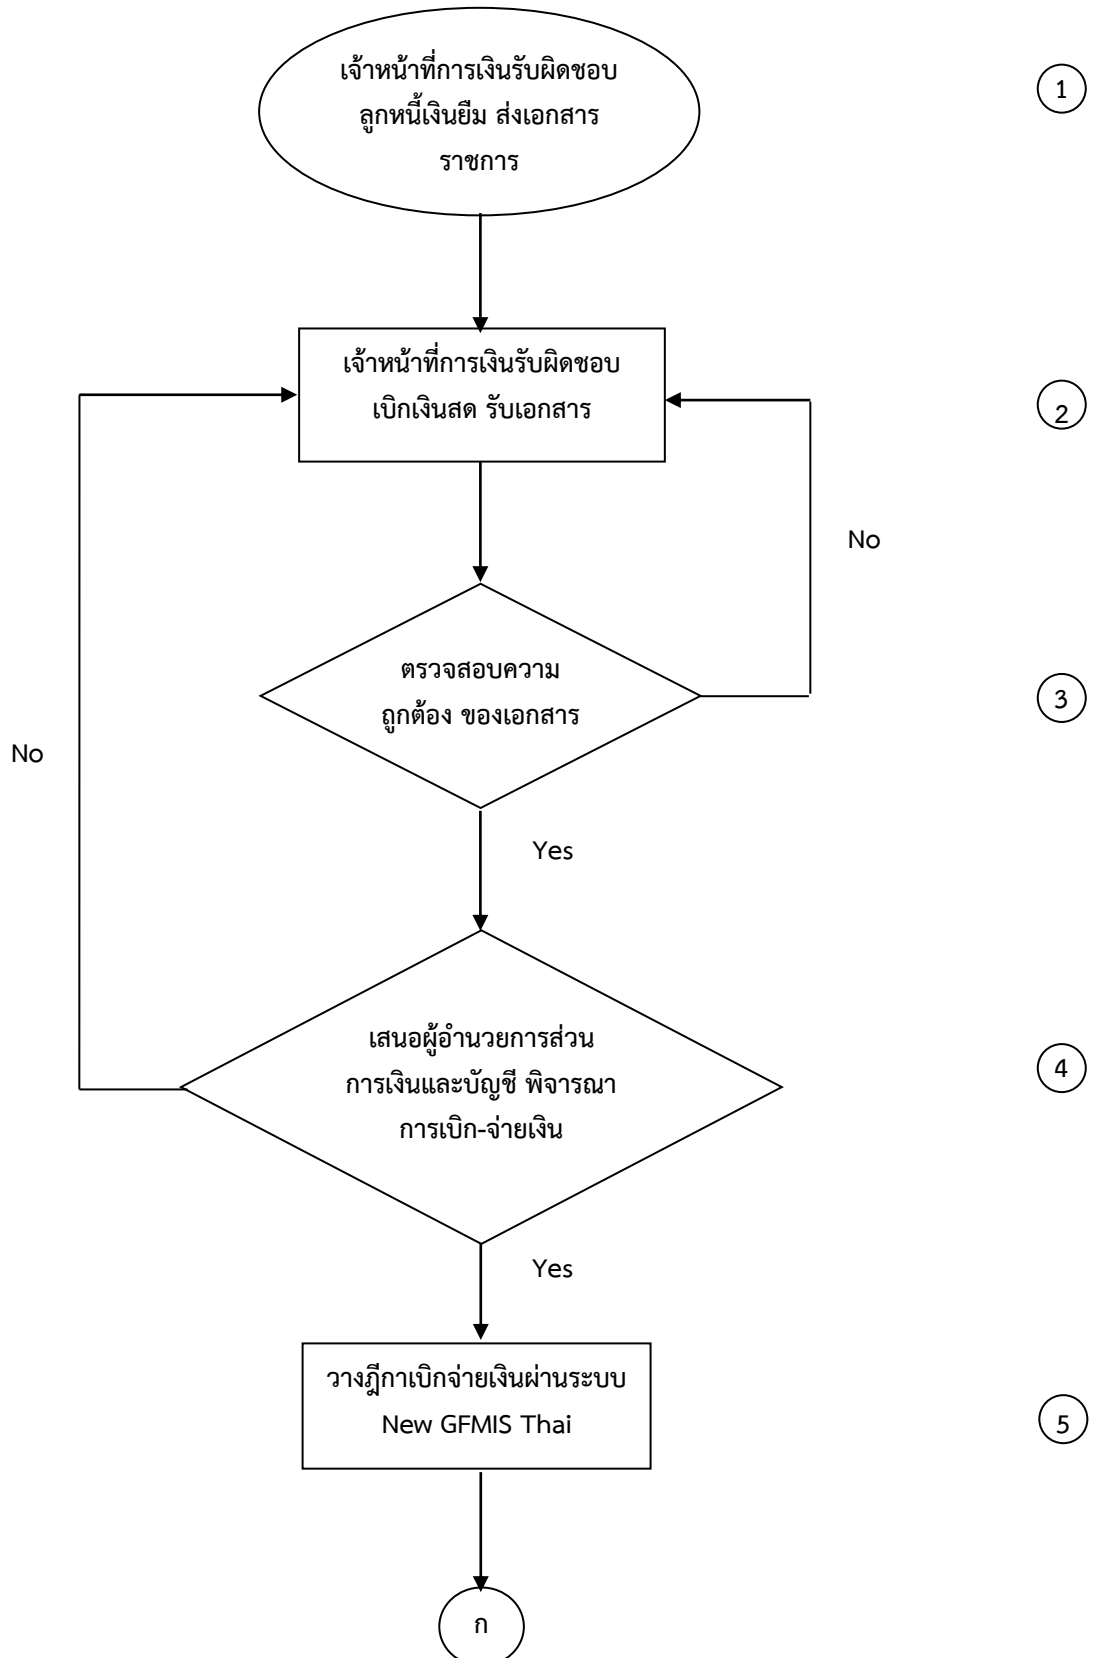 เจ้าหน้าที่การเงินรับผิดชอบ
ลูกหนี้เงินยืม ส่งเอกสาร
ราชการ
1
เจ้าหน้าที่การเงินรับผิดชอบ
เบิกเงินสด รับเอกสาร
2
No
ตรวจสอบความ
ถูกต้อง ของเอกสาร
3
No
Yes
เสนอผู้อำนวยการส่วน
การเงินและบัญชี พิจารณา
การเบิก-จ่ายเงิน
4
Yes
วางฎีกาเบิกจ่ายเงินผ่านระบบ
New GFMIS Thai
5
ก